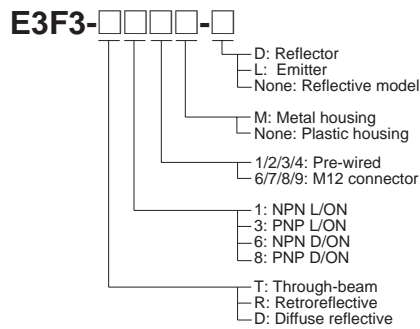 E3F3-□□□□-□
D: Reflector
L: Emitter
None: Reflective model
M: Metal housing
None: Plastic housing
1/2/3/4: Pre-wired
6/7/8/9: M12 connector
1: NPN L/ON
3: PNP L/ON
6: NPN D/ON
8: PNP D/ON
T: Through-beam
R: Retroreflective
D: Diffuse reflective